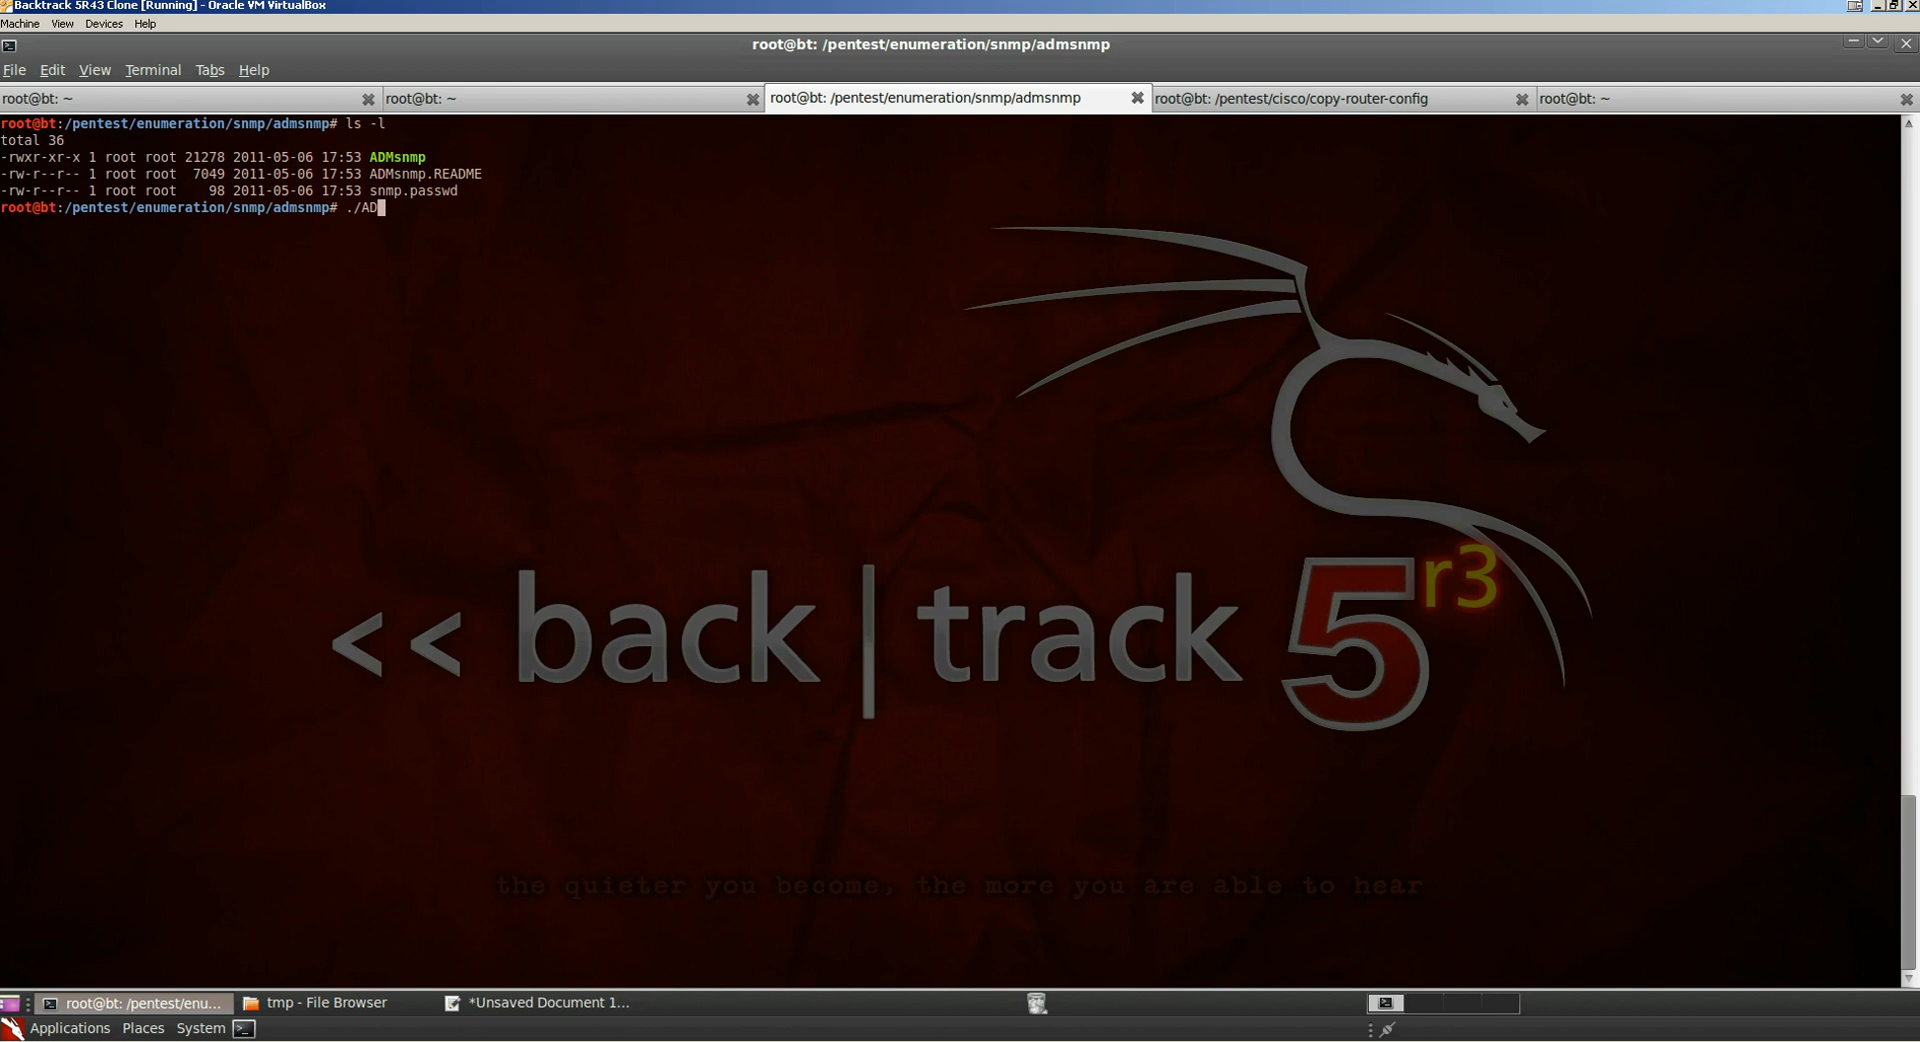 Backtrack 5R43 Clone [Running] - Oracle VM VirtualBox
Machine View Devices Help
root@bt: /pentest/enumeration/snmp/admsnmp
File Edit View Terminal Tabs Help
root@bt: ~ root@bt: ~ root@bt: /pentest/enumeration/snmp/admsnmp root@bt: /pentest/cisco/copy-router-config root@bt: ~
root@bt:/pentest/enumeration/snmp/admsnmp# ls -l
total 36
-rwxr-xr-x 1 root root 21278 2011-05-06 17:53 ADMsnmp
-rw-r--r-- 1 root root  7049 2011-05-06 17:53 ADMsnmp.README
-rw-r--r-- 1 root root    98 2011-05-06 17:53 snmp.passwd
root@bt:/pentest/enumeration/snmp/admsnmp# ./AD
<< back | track 5 r3
the quieter you become, the more you are able to hear
root@bt: /pentest/enu... tmp - File Browser *Unsaved Document 1...
Applications Places System